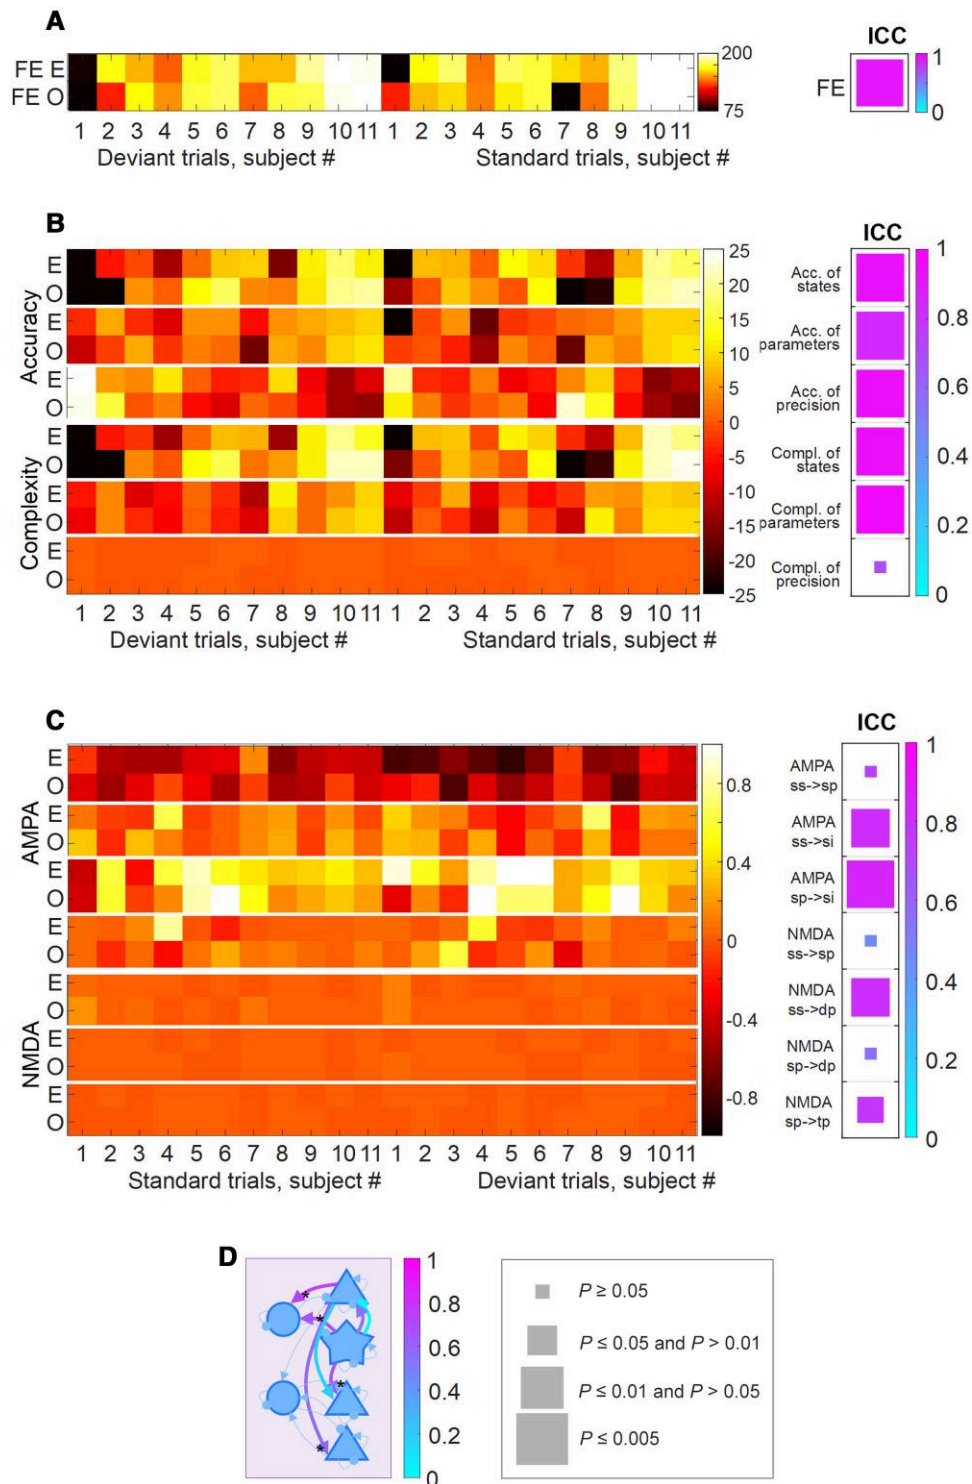 A
FE E
FE O
200
75
1 2 4 5 6 7 8 9 10 11 1 2 3 4 5 6 7 8 9 10 11
Deviant trials, subject #
Standard trials, subject #
ICC
FE
1
0
B
Accuracy
Complexity
E
O
E
O
E
O
E
O
E
O
E
O
25
20
15
10
5
0
-5
-10
-15
-20
-25
1 2 3 4 5 6 7 8 9 10 11 1 2 3 4 5 6 7 8 9 10 11
Deviant trials, subject #
Standard trials, subject #
ICC
Acc. of
states
Acc. of
parameters
Acc. of
precision
Compl. of
states
Compl. of
parameters
Compl. of
precision
1
0.8
0.6
0.4
0.2
0
C
AMPA
NMDA
E
O
E
O
E
O
E
O
E
O
E
O
E
O
0.8
0.4
0
-0.4
-0.8
1 2 3 4 5 6 7 8 9 10 11 1 2 3 4 5 6 7 8 9 10 11
Standard trials, subject #
Deviant trials, subject #
ICC
AMPA
ss->sp
AMPA
ss->si
AMPA
sp->si
NMDA
ss->sp
NMDA
ss->dp
NMDA
sp->dp
NMDA
sp->tp
1
0.8
0.6
0.4
0.2
0
D
* * * *
1
0.8
0.6
0.4
0.2
0
P ≥ 0.05
P ≤ 0.05 and P > 0.01
P ≤ 0.01 and P > 0.05
P ≤ 0.005